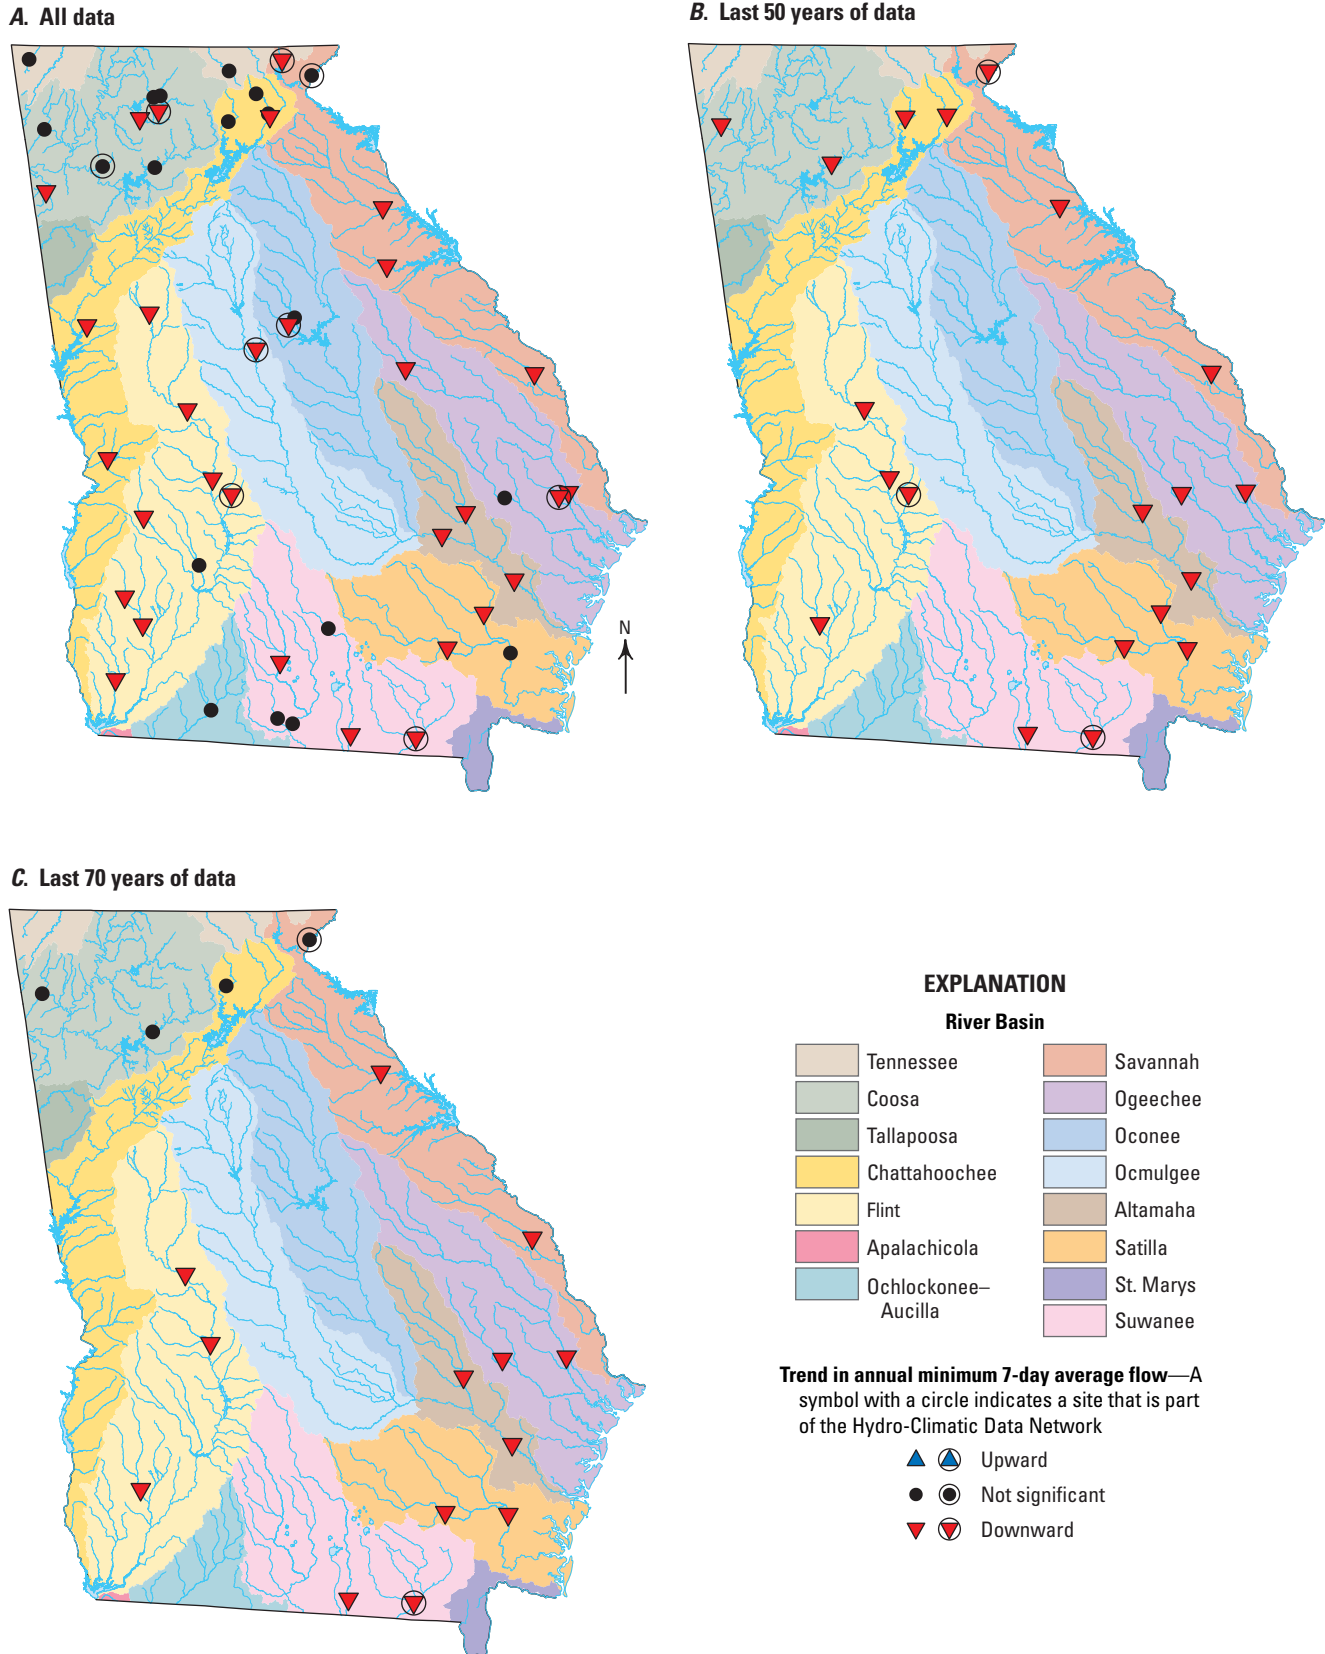 A. All data
B. Last 50 years of data
N
C. Last 70 years of data
EXPLANATION
River Basin
Tennessee
Coosa
Tallapoosa
Chattahoochee
Flint
Apalachicola
Ochlockonee–
Aucilla
Savannah
Ogeechee
Oconee
Ocmulgee
Altamaha
Satilla
St. Marys
Suwanee
Trend in annual minimum 7-day average flow—A
symbol with a circle indicates a site that is part
of the Hydro-Climatic Data Network
Upward
Not significant
Downward